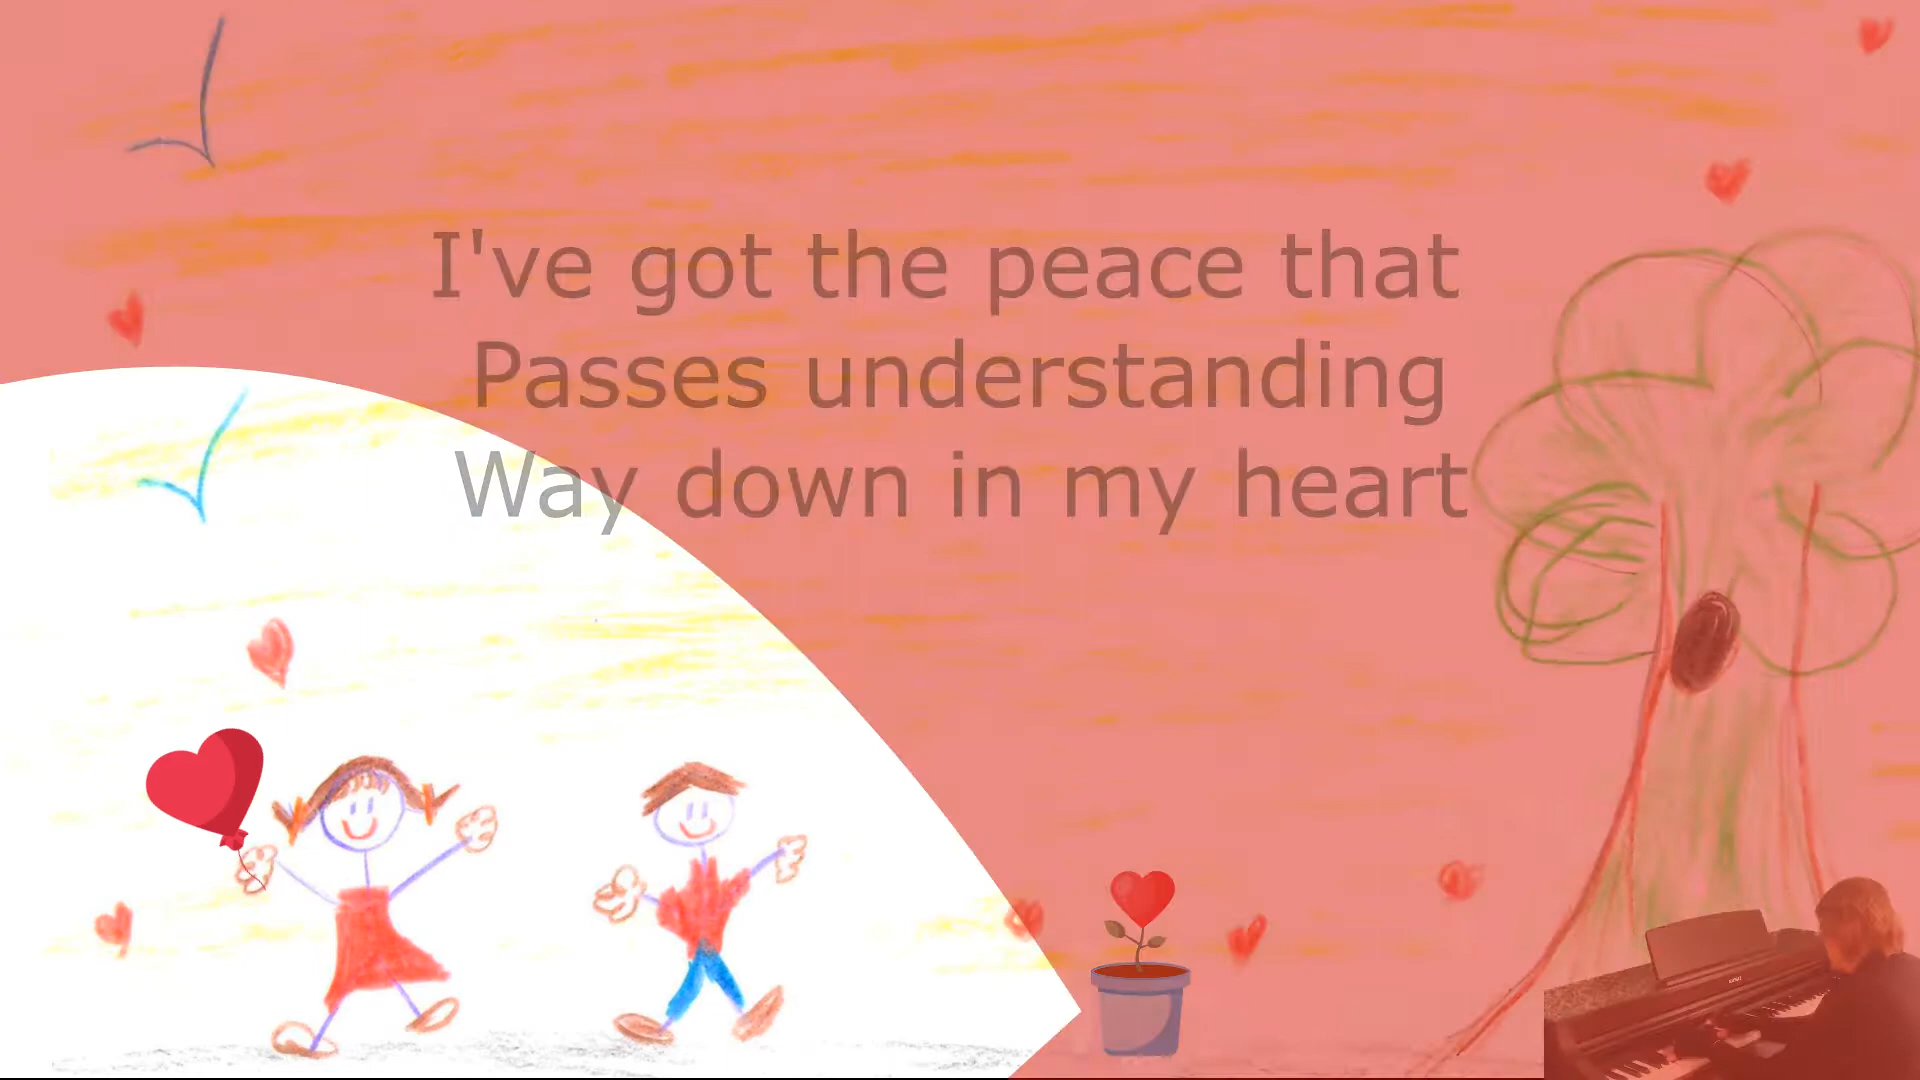 I've got the peace that
Passes understanding
Way down in my heart